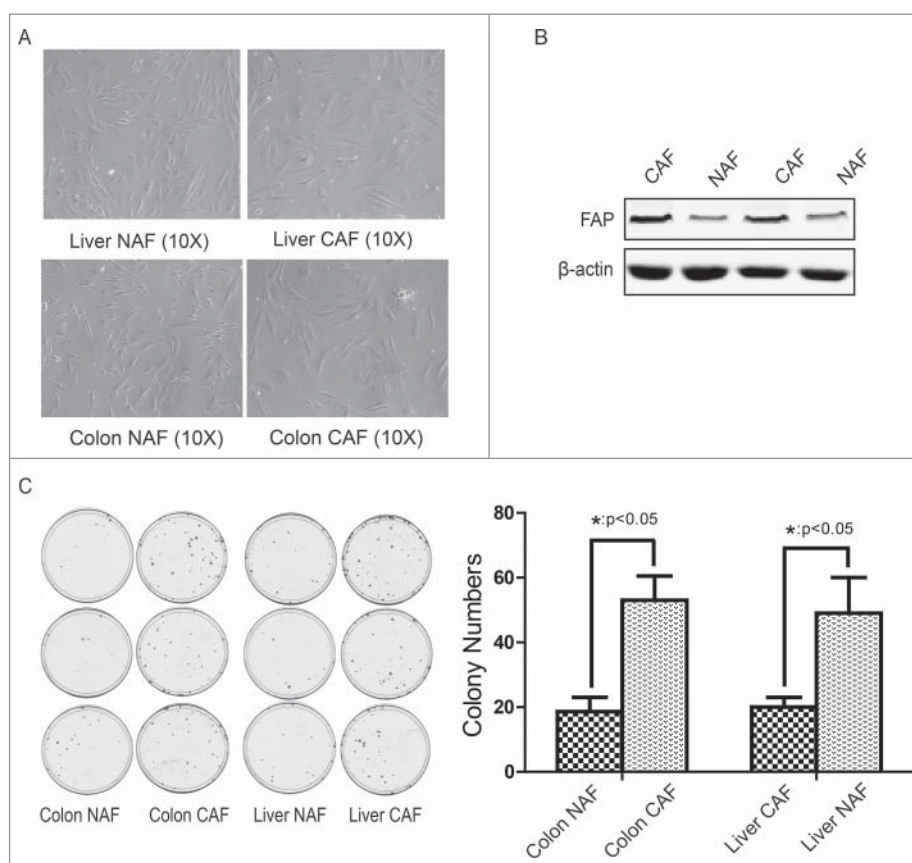 A
Liver NAF (10X) Liver CAF (10X)
Colon NAF (10X) Colon CAF (10X)
B
CAF NAF CAF NAF
FAP
β-actin
C
Colon NAF Colon CAF Liver NAF Liver CAF
80
60
40
20
0
Colony Numbers
*:p<0.05
*:p<0.05
Colon NAF Colon CAF Liver CAF Liver NAF